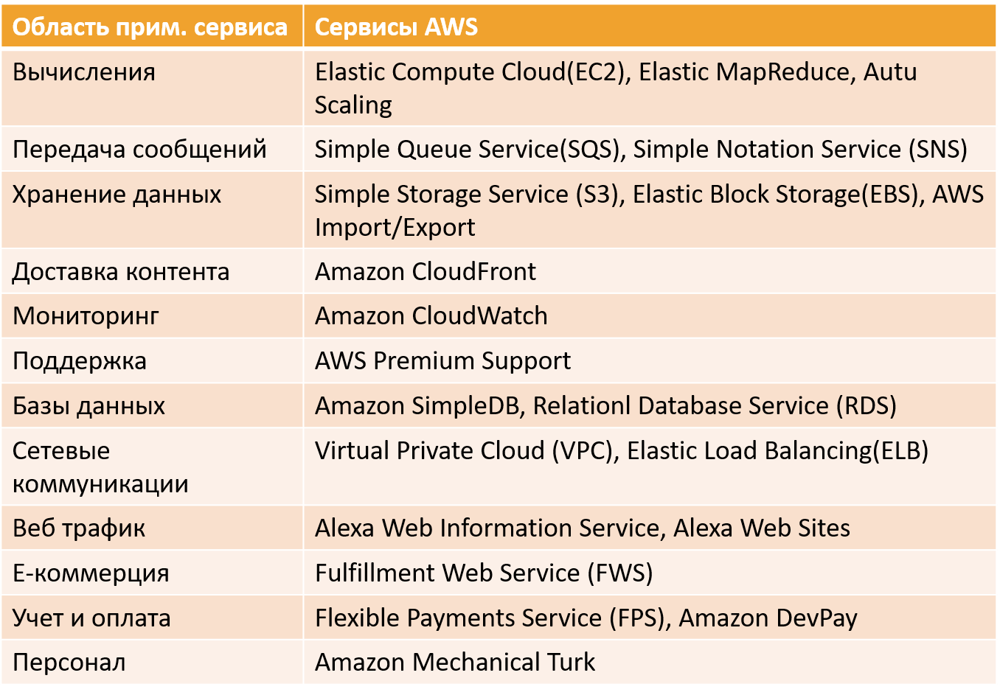 Область прим. сервиса
Сервисы AWS
Вычисления
Elastic Compute Cloud(EC2), Elastic MapReduce, Autu
Scaling
Передача сообщений
Simple Queue Service(SQS), Simple Notation Service (SNS)
Хранение данных
Simple Storage Service (S3), Elastic Block Storage(EBS), AWS
Import/Export
Доставка контента
Amazon CloudFront
Мониторинг
Amazon CloudWatch
Поддержка
AWS Premium Support
Базы данных
Amazon SimpleDB, Relationl Database Service (RDS)
Сетевые
коммуникации
Virtual Private Cloud (VPC), Elastic Load Balancing(ELB)
Веб трафик
Alexa Web Information Service, Alexa Web Sites
Е-коммерция
Fulfillment Web Service (FWS)
Учет и оплата
Flexible Payments Service (FPS), Amazon DevPay
Персонал
Amazon Mechanical Turk